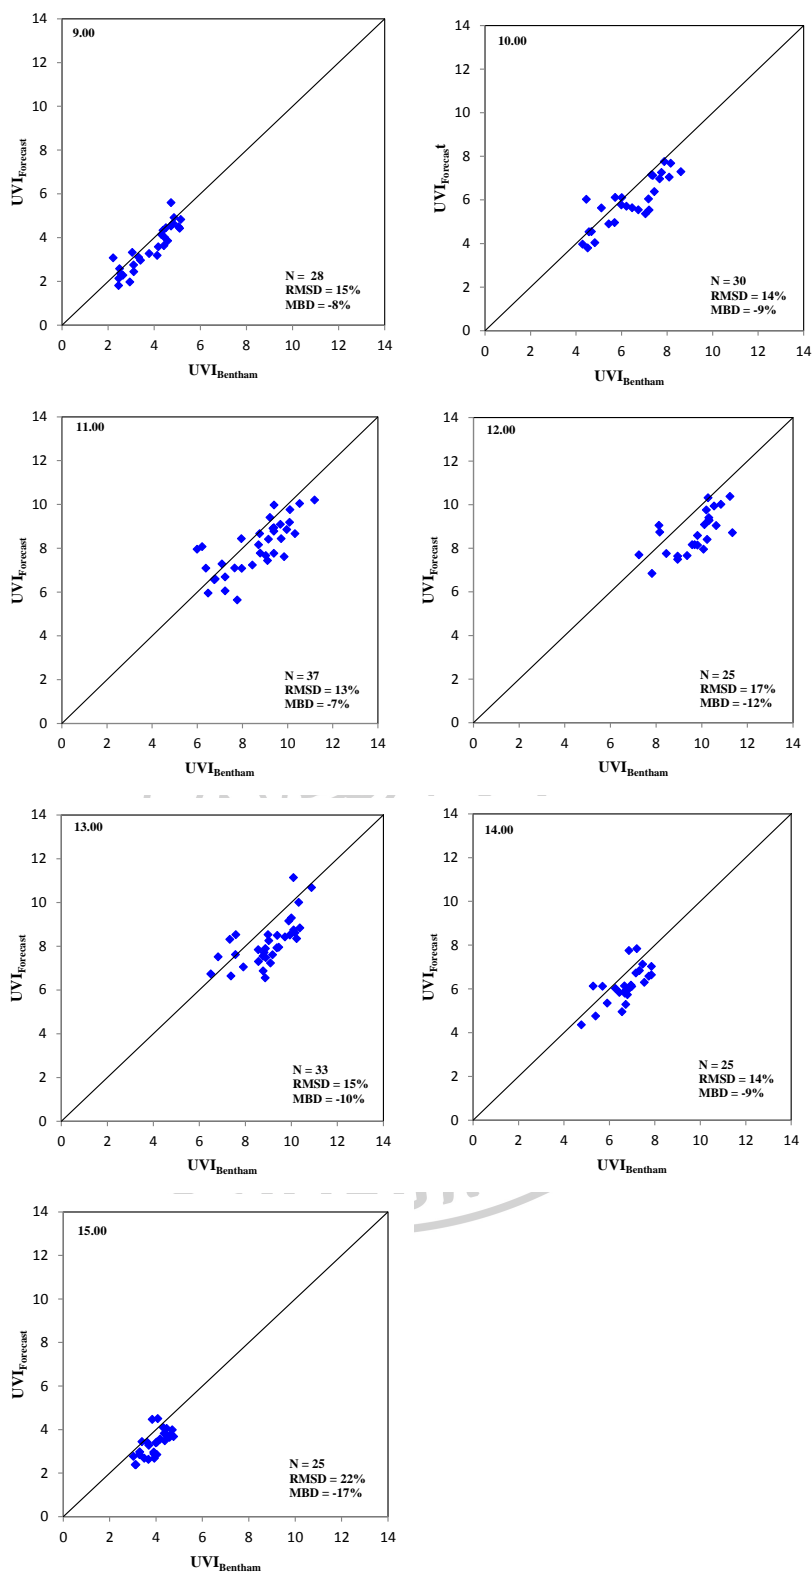 9.00
14
12
10
8
6
4
2
0
UVIForecast
N = 28
RMSD = 15%
MBD = -8%
0 2 4 6 8 10 12 14
UVIBentham
10.00
14
12
10
8
6
4
2
0
UVIForecast
N = 30
RMSD = 14%
MBD = -9%
0 2 4 6 8 10 12 14
UVIBentham
11.00
14
12
10
8
6
4
2
0
UVIForecast
N = 37
RMSD = 13%
MBD = -7%
0 2 4 6 8 10 12 14
UVIBentham
12.00
14
12
10
8
6
4
2
0
UVIForecast
N = 25
RMSD = 17%
MBD = -12%
0 2 4 6 8 10 12 14
UVIBentham
13.00
14
12
10
8
6
4
2
0
UVIForecast
N = 33
RMSD = 15%
MBD = -10%
0 2 4 6 8 10 12 14
UVIBentham
14.00
14
12
10
8
6
4
2
0
UVIForecast
N = 25
RMSD = 14%
MBD = -9%
0 2 4 6 8 10 12 14
UVIBentham
15.00
14
12
10
8
6
4
2
0
UVIForecast
N = 25
RMSD = 22%
MBD = -17%
0 2 4 6 8 10 12 14
UVIBentham